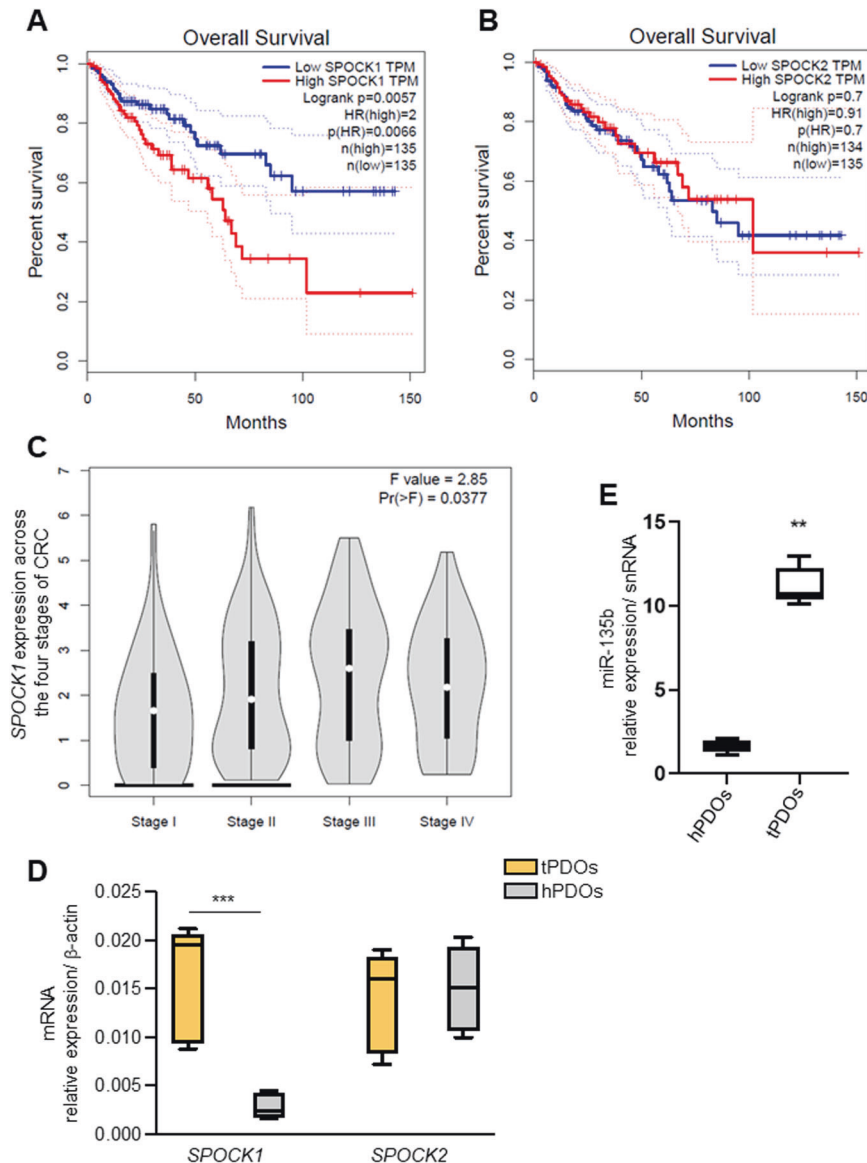 A
Overall Survival
Low SPOCK1 TPM
High SPOCK1 TPM
Logrank p=0.0057
HR(high)=2
p(HR)=0.0066
n(high)=135
n(low)=135
Percent survival
1.0
0.8
0.6
0.4
0.2
0.0
0 50 100 150
Months
B
Overall Survival
Low SPOCK2 TPM
High SPOCK2 TPM
Logrank p=0.7
HR(high)=0.91
p(HR)=0.7
n(high)=134
n(low)=135
Percent survival
1.0
0.8
0.6
0.4
0.2
0.0
0 50 100 150
Months
C
F value = 2.85
Pr(>F) = 0.0377
SPOCK1 expression across
the four stages of CRC
7
6
5
4
3
2
1
0
Stage I Stage II Stage III Stage IV
E
**
miR-135b
relative expression/ snRNA
15
10
5
0
hPDOs
tPDOs
D
tPDOs
hPDOs
***
mRNA
relative expression/ β-actin
0.025
0.020
0.015
0.010
0.005
0.000
SPOCK1 SPOCK2